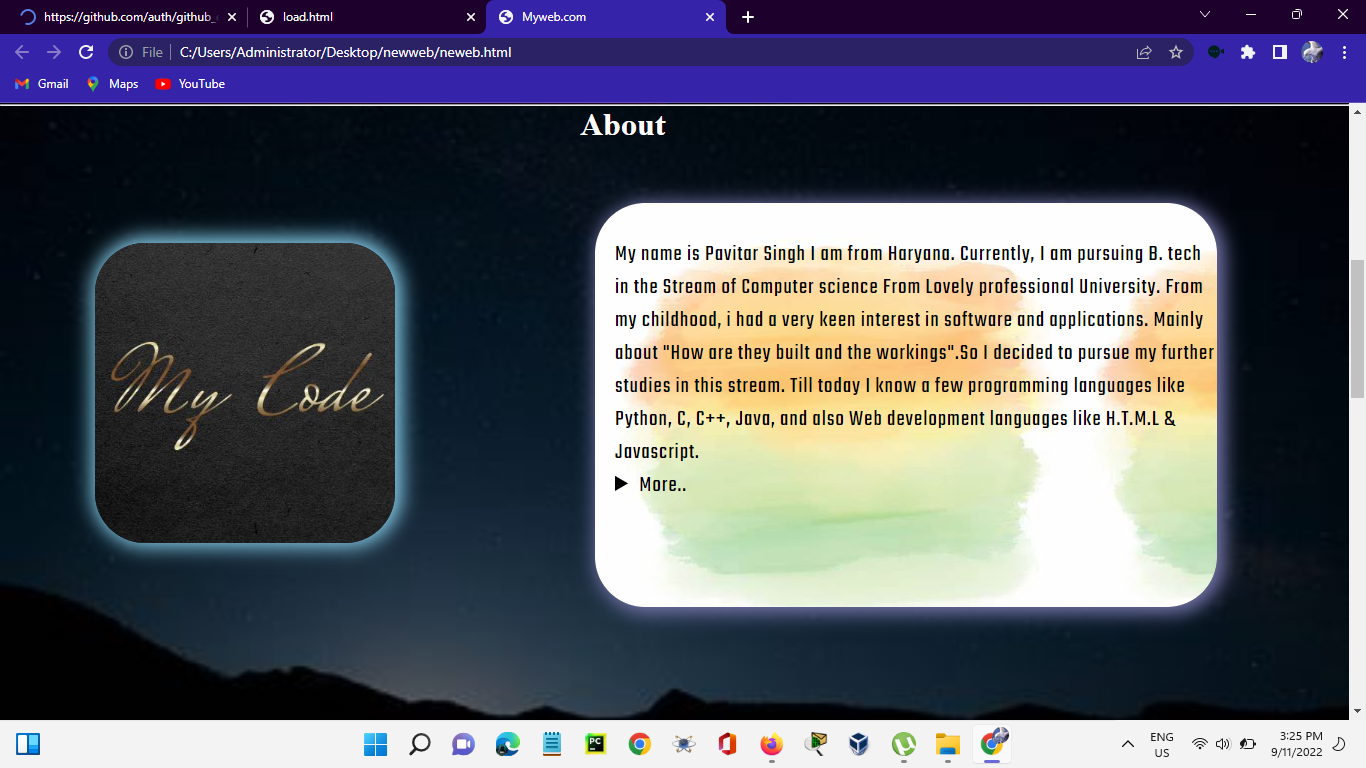 https://github.com/auth/github_
load.html
Myweb.com
File
C:/Users/Administrator/Desktop/newweb/neweb.html
Gmail
Maps
YouTube
About
My Code
My name is Pavitar Singh I am from Haryana. Currently, I am pursuing B. tech
in the Stream of Computer science From Lovely professional University. From
my childhood, i had a very keen interest in software and applications. Mainly
about "How are they built and the workings".So I decided to pursue my further
studies in this stream. Till today I know a few programming languages like
Python, C, C++, Java, and also Web development languages like H.T.M.L &
Javascript.
More..
PC
ENG
US
3:25 PM
9/11/2022